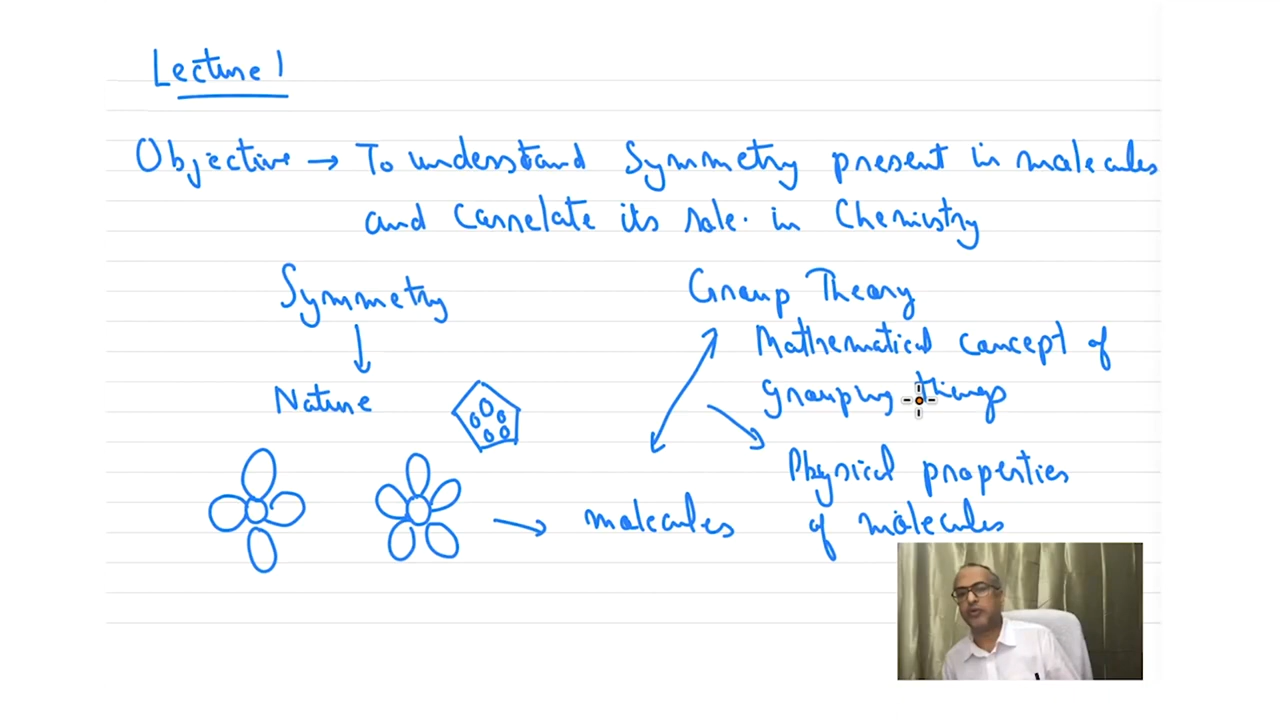 Lecture 1
Objective → To understand Symmetry present in molecules
and correlate its role. in Chemistry
Symmetry
Nature
Group Theory
Mathematical concept of
grouping things
molecules
Physical properties
of molecules